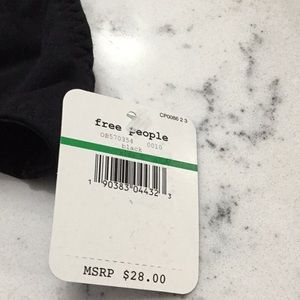 CP0086 2 3
free people
OB570354 0010
black
1 90383 04432 3
MSRP $28.00